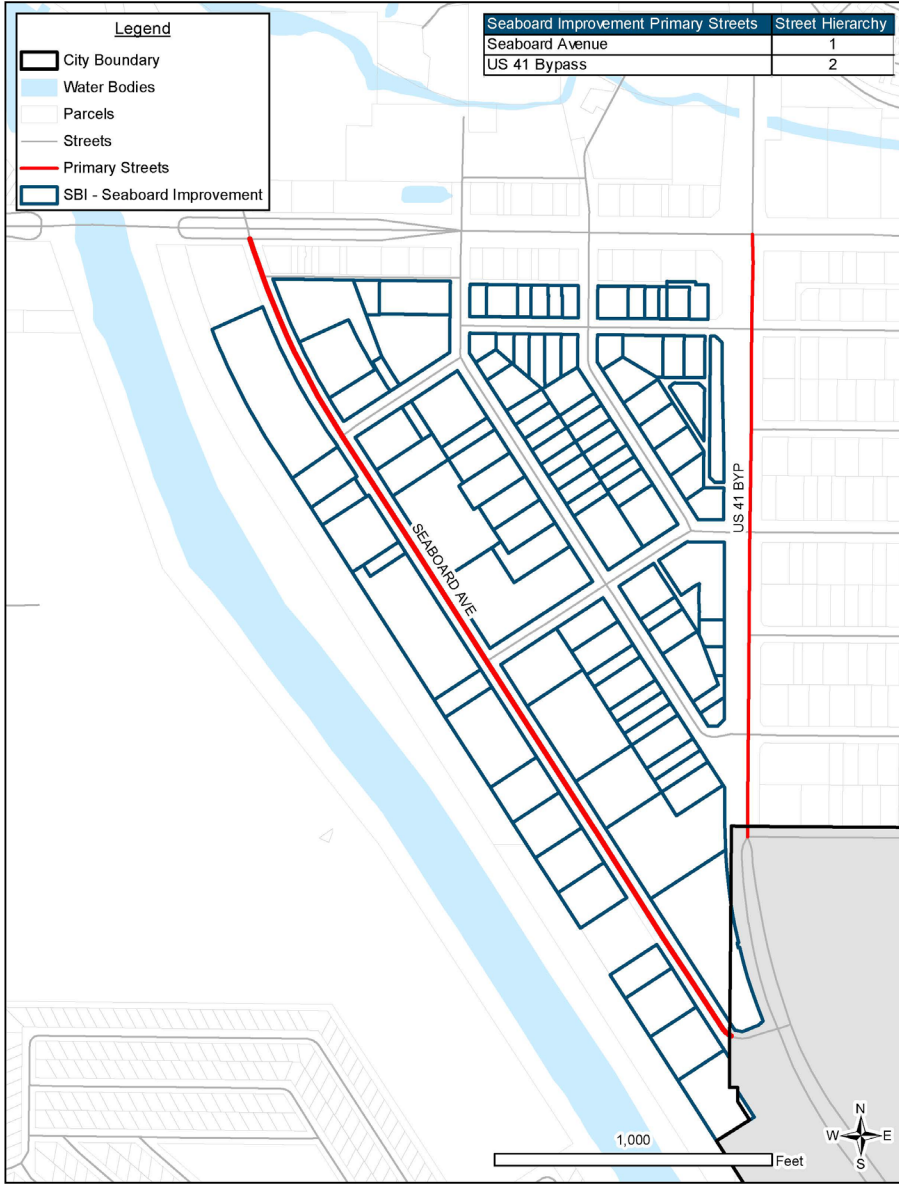 Legend
City Boundary
Water Bodies
Parcels
Streets
Primary Streets
SBI - Seaboard Improvement
Seaboard Improvement Primary Streets Street Hierarchy
Seaboard Avenue 1
US 41 Bypass 2
US 41 BYP
SEABOARD AVE
1,000
Feet
N
W E
S